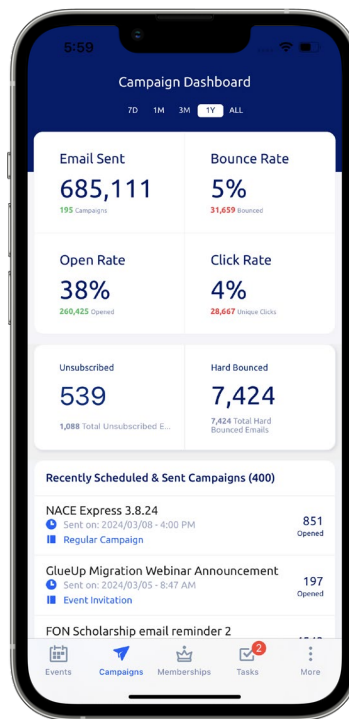 5:59
Campaign Dashboard
7D 1M 3M 1Y ALL
Email Sent
685,111
195 Campaigns
Bounce Rate
5%
31,659 Bounced
Open Rate
38%
260,425 Opened
Click Rate
4%
28,667 Unique Clicks
Unsubscribed
539
1,088 Total Unsubscribed E...
Hard Bounced
7,424
7,424 Total Hard
Bounced Emails
Recently Scheduled & Sent Campaigns (400)
NACE Express 3.8.24
Sent on: 2024/03/08 - 4:00 PM
Regular Campaign
851
Opened
GlueUp Migration Webinar Announcement
Sent on: 2024/03/05 - 8:47 AM
Event Invitation
197
Opened
FON Scholarship email reminder 2
Events
Campaigns
Memberships
2
Tasks
More